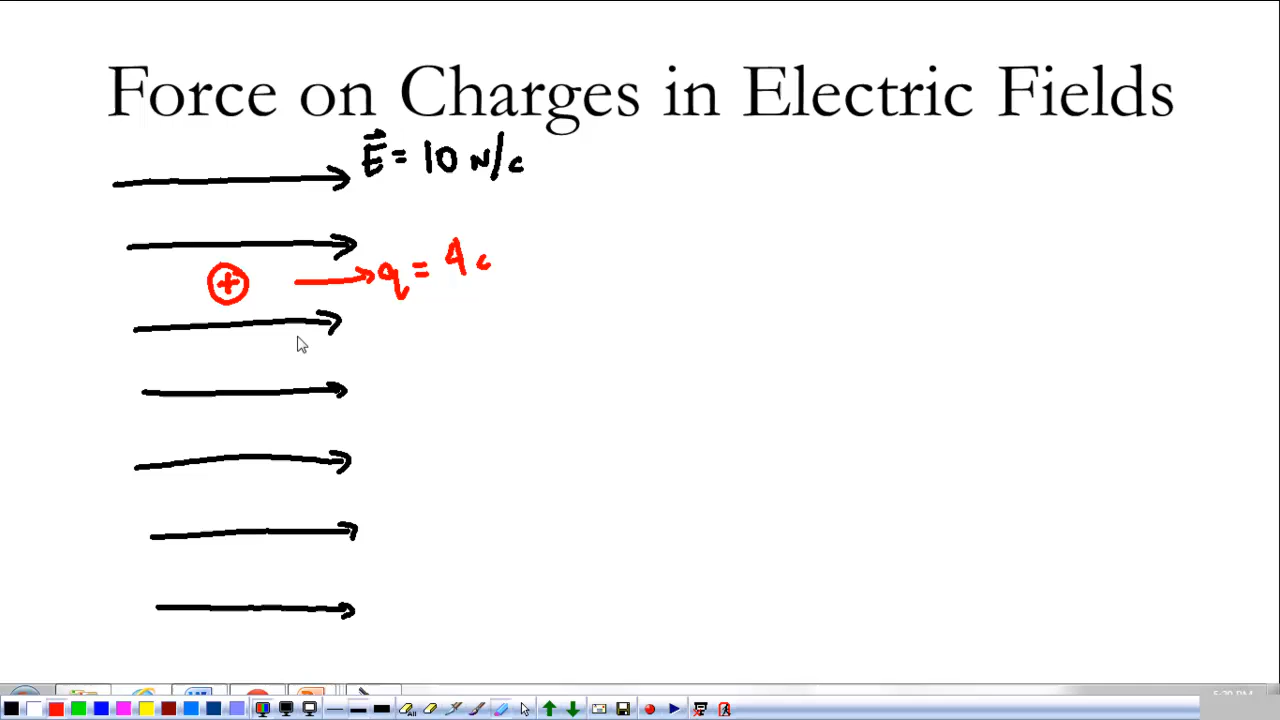 Force on Charges in Electric Fields
E = 10 N/C
+
q = 4 C